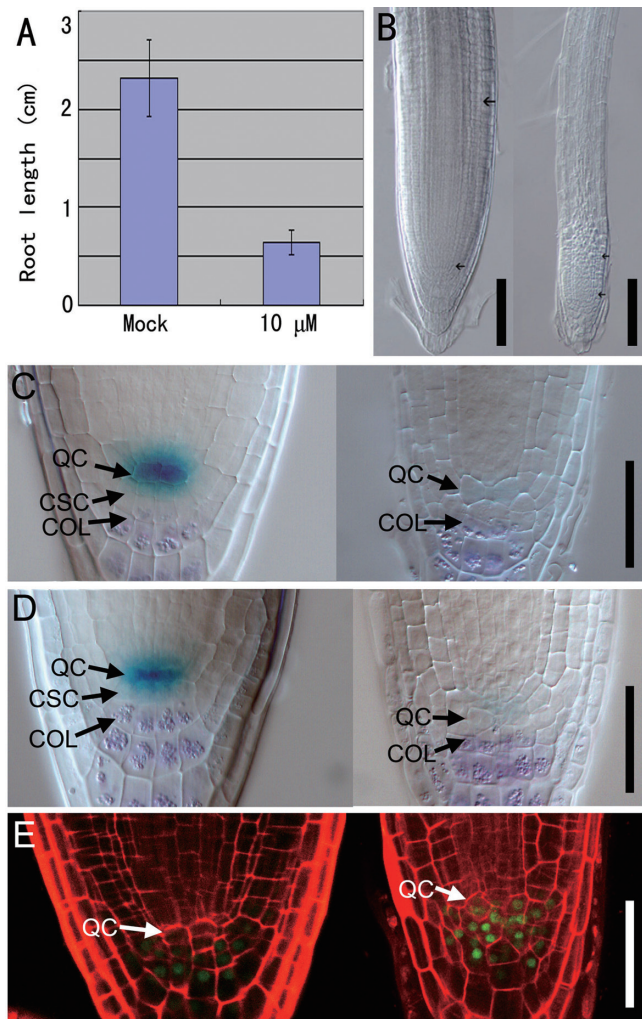 A
3
2
1
0
Root length (cm)
Mock
10 μM
B
C
QC
CSC
COL
QC
COL
D
QC
CSC
COL
QC
COL
E
QC
QC